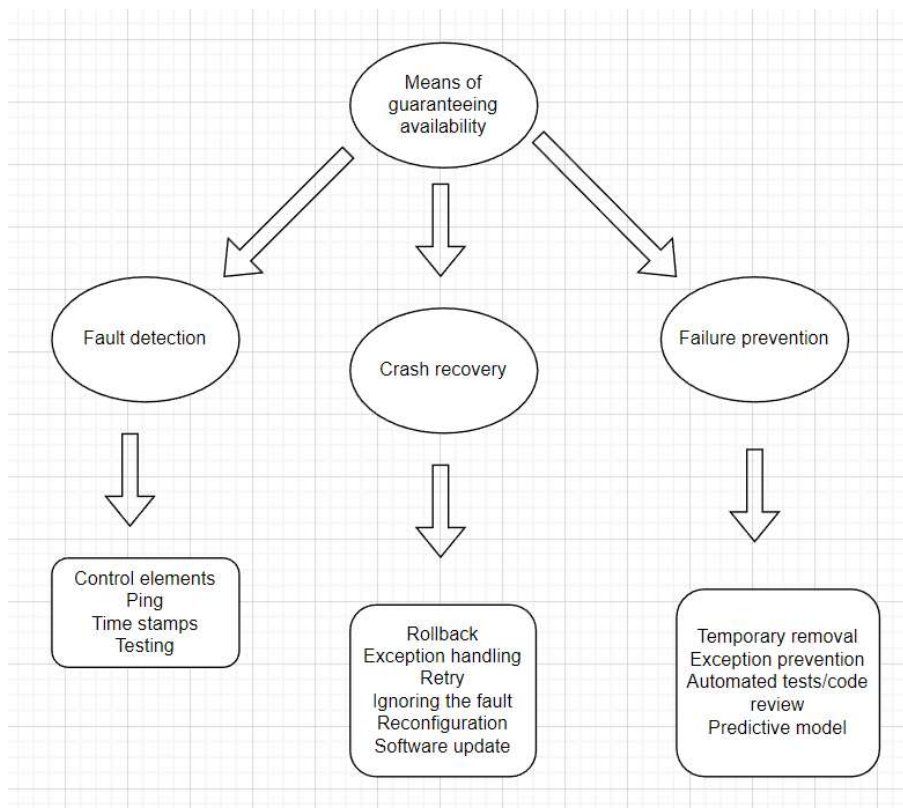 Means of
guaranteeing
availability
Fault detection
Crash recovery
Failure prevention
Control elements
Ping
Time stamps
Testing
Rollback
Exception handling
Retry
Ignoring the fault
Reconfiguration
Software update
Temporary removal
Exception prevention
Automated tests/code
review
Predictive model